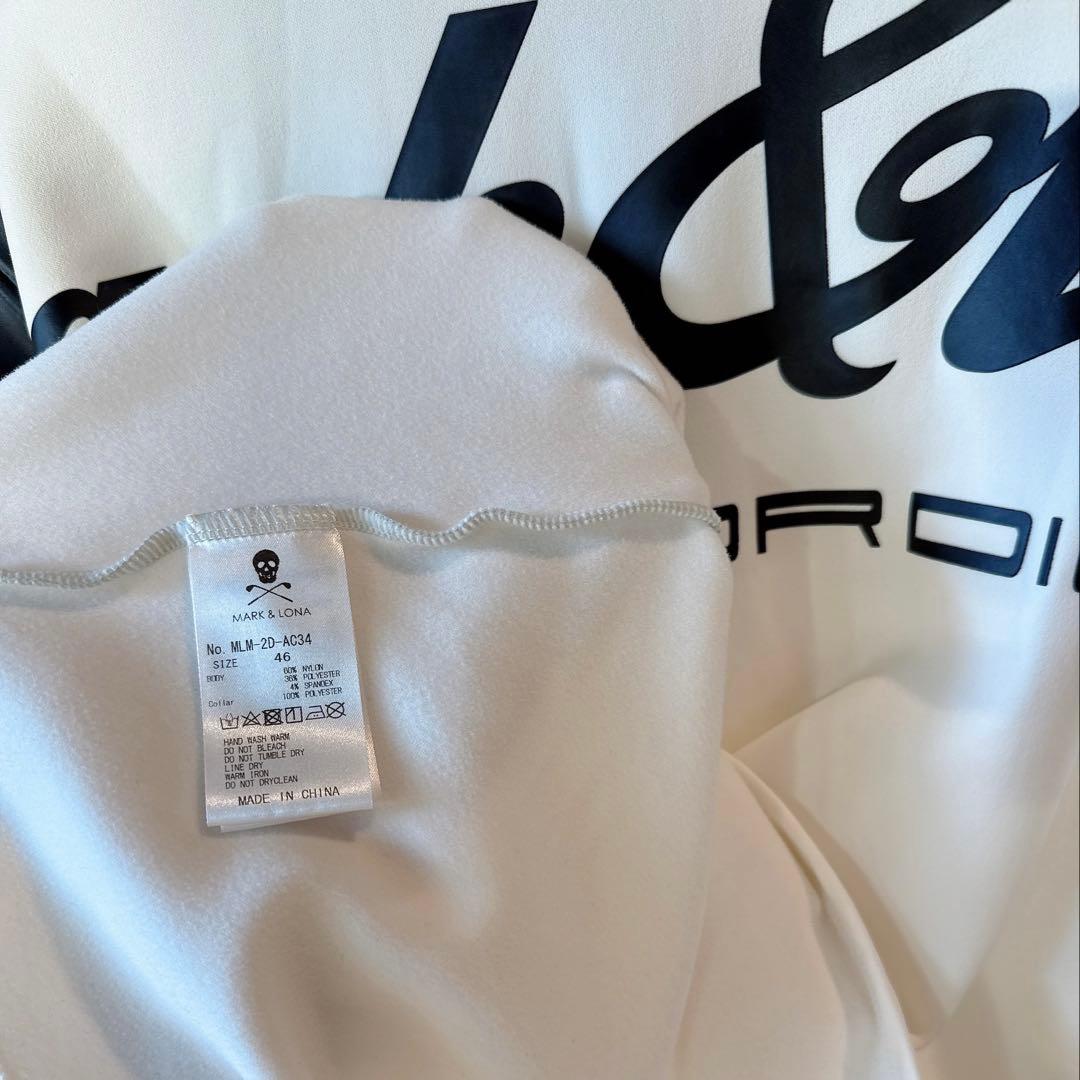 k&
ORDI
MARK & LONA
No. MLM-2D-AC34
SIZE 46
BODY 60% NYLON
36% POLYESTER
4% SPANDEX
Collar 100% POLYESTER
HAND WASH WARM
DO NOT BLEACH
DO NOT TUMBLE DRY
LINE DRY
WARM IRON
DO NOT DRYCLEAN
MADE IN CHINA